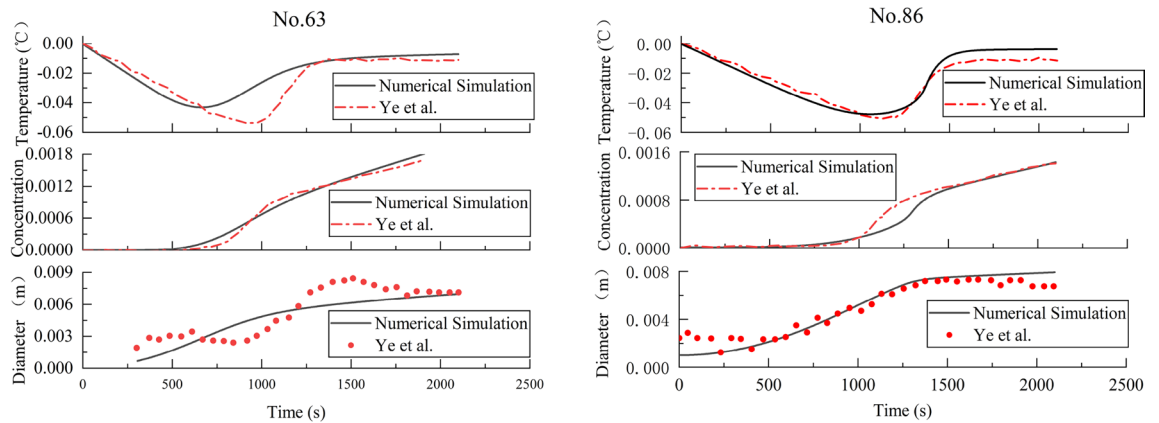 No.63
Temperature (℃)
0.00
-0.02
-0.04
-0.06
Numerical Simulation
Ye et al.
Concentration
0.0018
0.0012
0.0006
0.0000
Numerical Simulation
Ye et al.
Diameter （m）
0.009
0.006
0.003
0.000
Numerical Simulation
Ye et al.
0 500 1000 1500 2000 2500
Time (s)
No.86
Temperature (℃)
0.00
-0.02
-0.04
-0.06
Numerical Simulation
Ye et al.
Concentration
0.0016
0.0008
0.0000
Numerical Simulation
Ye et al.
Diameter （m）
0.008
0.004
0.000
Numerical Simulation
Ye et al.
0 500 1000 1500 2000 2500
Time (s)